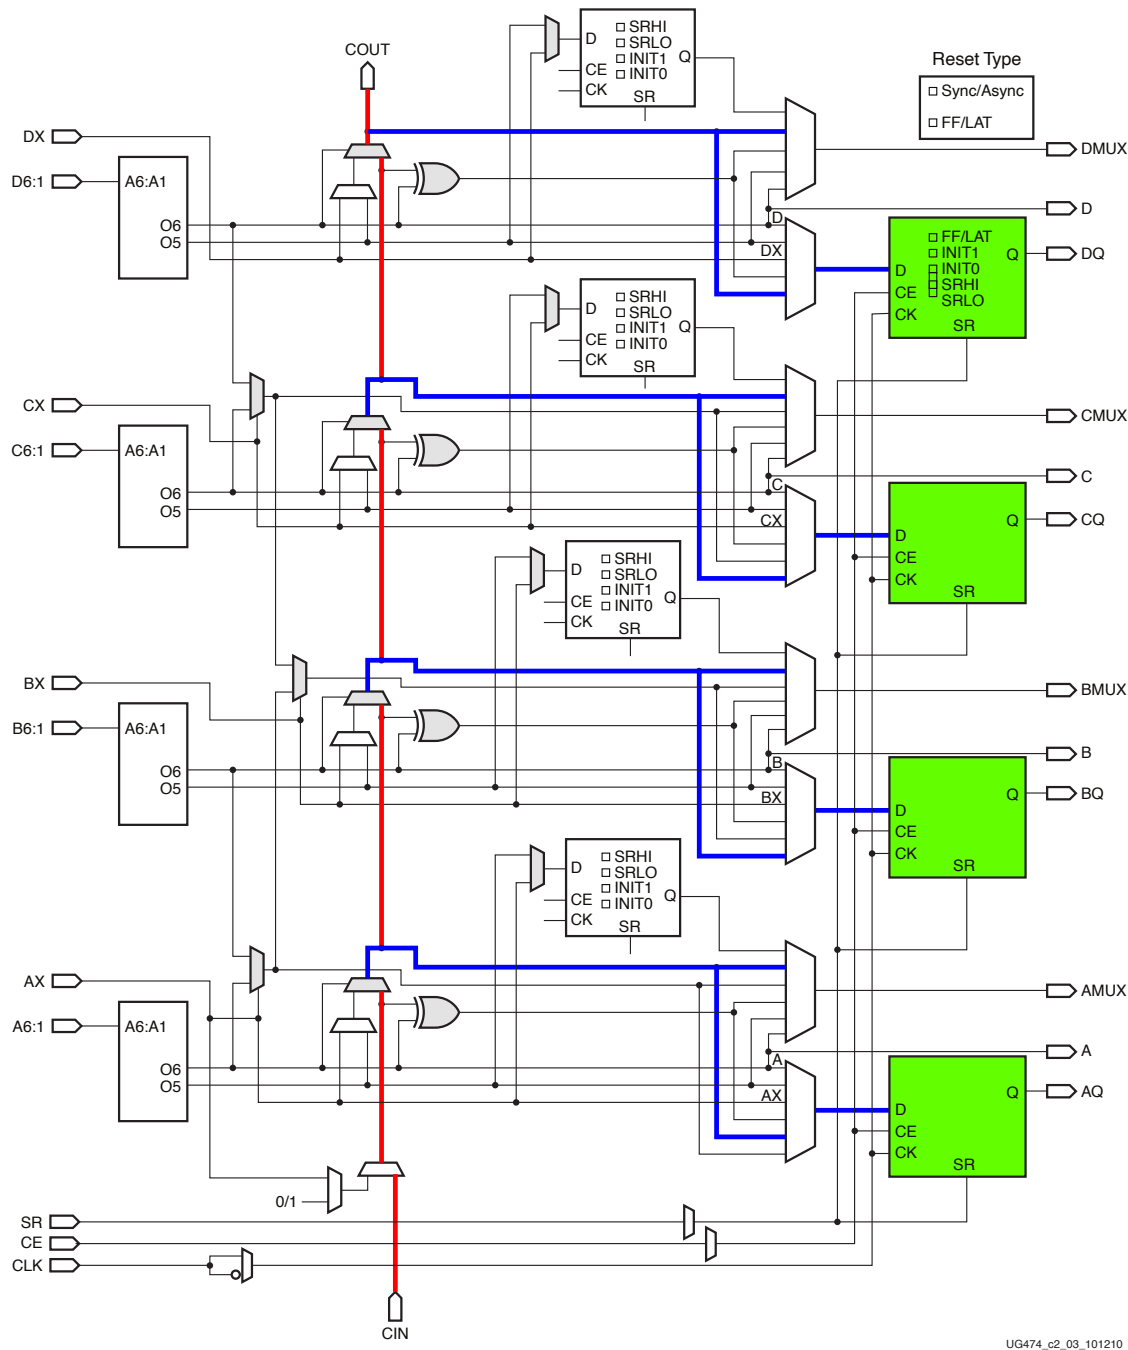 COUT
D
CE
CK
SRHI
SRLO
INIT1
INIT0
Q
SR
Reset Type
Sync/Async
FF/LAT
DX
D6:1
A6:A1
O6
O5
DMUX
D
D
DX
DQ
D
CE
CK
FF/LAT
INIT1
INIT0
SRHI
SRLO
Q
SR
D
CE
CK
SRHI
SRLO
INIT1
INIT0
Q
SR
CX
C6:1
A6:A1
O6
O5
CMUX
C
C
CX
CQ
D
CE
CK
Q
SR
D
CE
CK
SRHI
SRLO
INIT1
INIT0
Q
SR
BX
B6:1
A6:A1
O6
O5
BMUX
B
B
BX
BQ
D
CE
CK
Q
SR
D
CE
CK
SRHI
SRLO
INIT1
INIT0
Q
SR
AX
A6:1
A6:A1
O6
O5
AMUX
A
A
AX
AQ
D
CE
CK
Q
SR
0/1
SR
CE
CLK
CIN
UG474_c2_03_101210